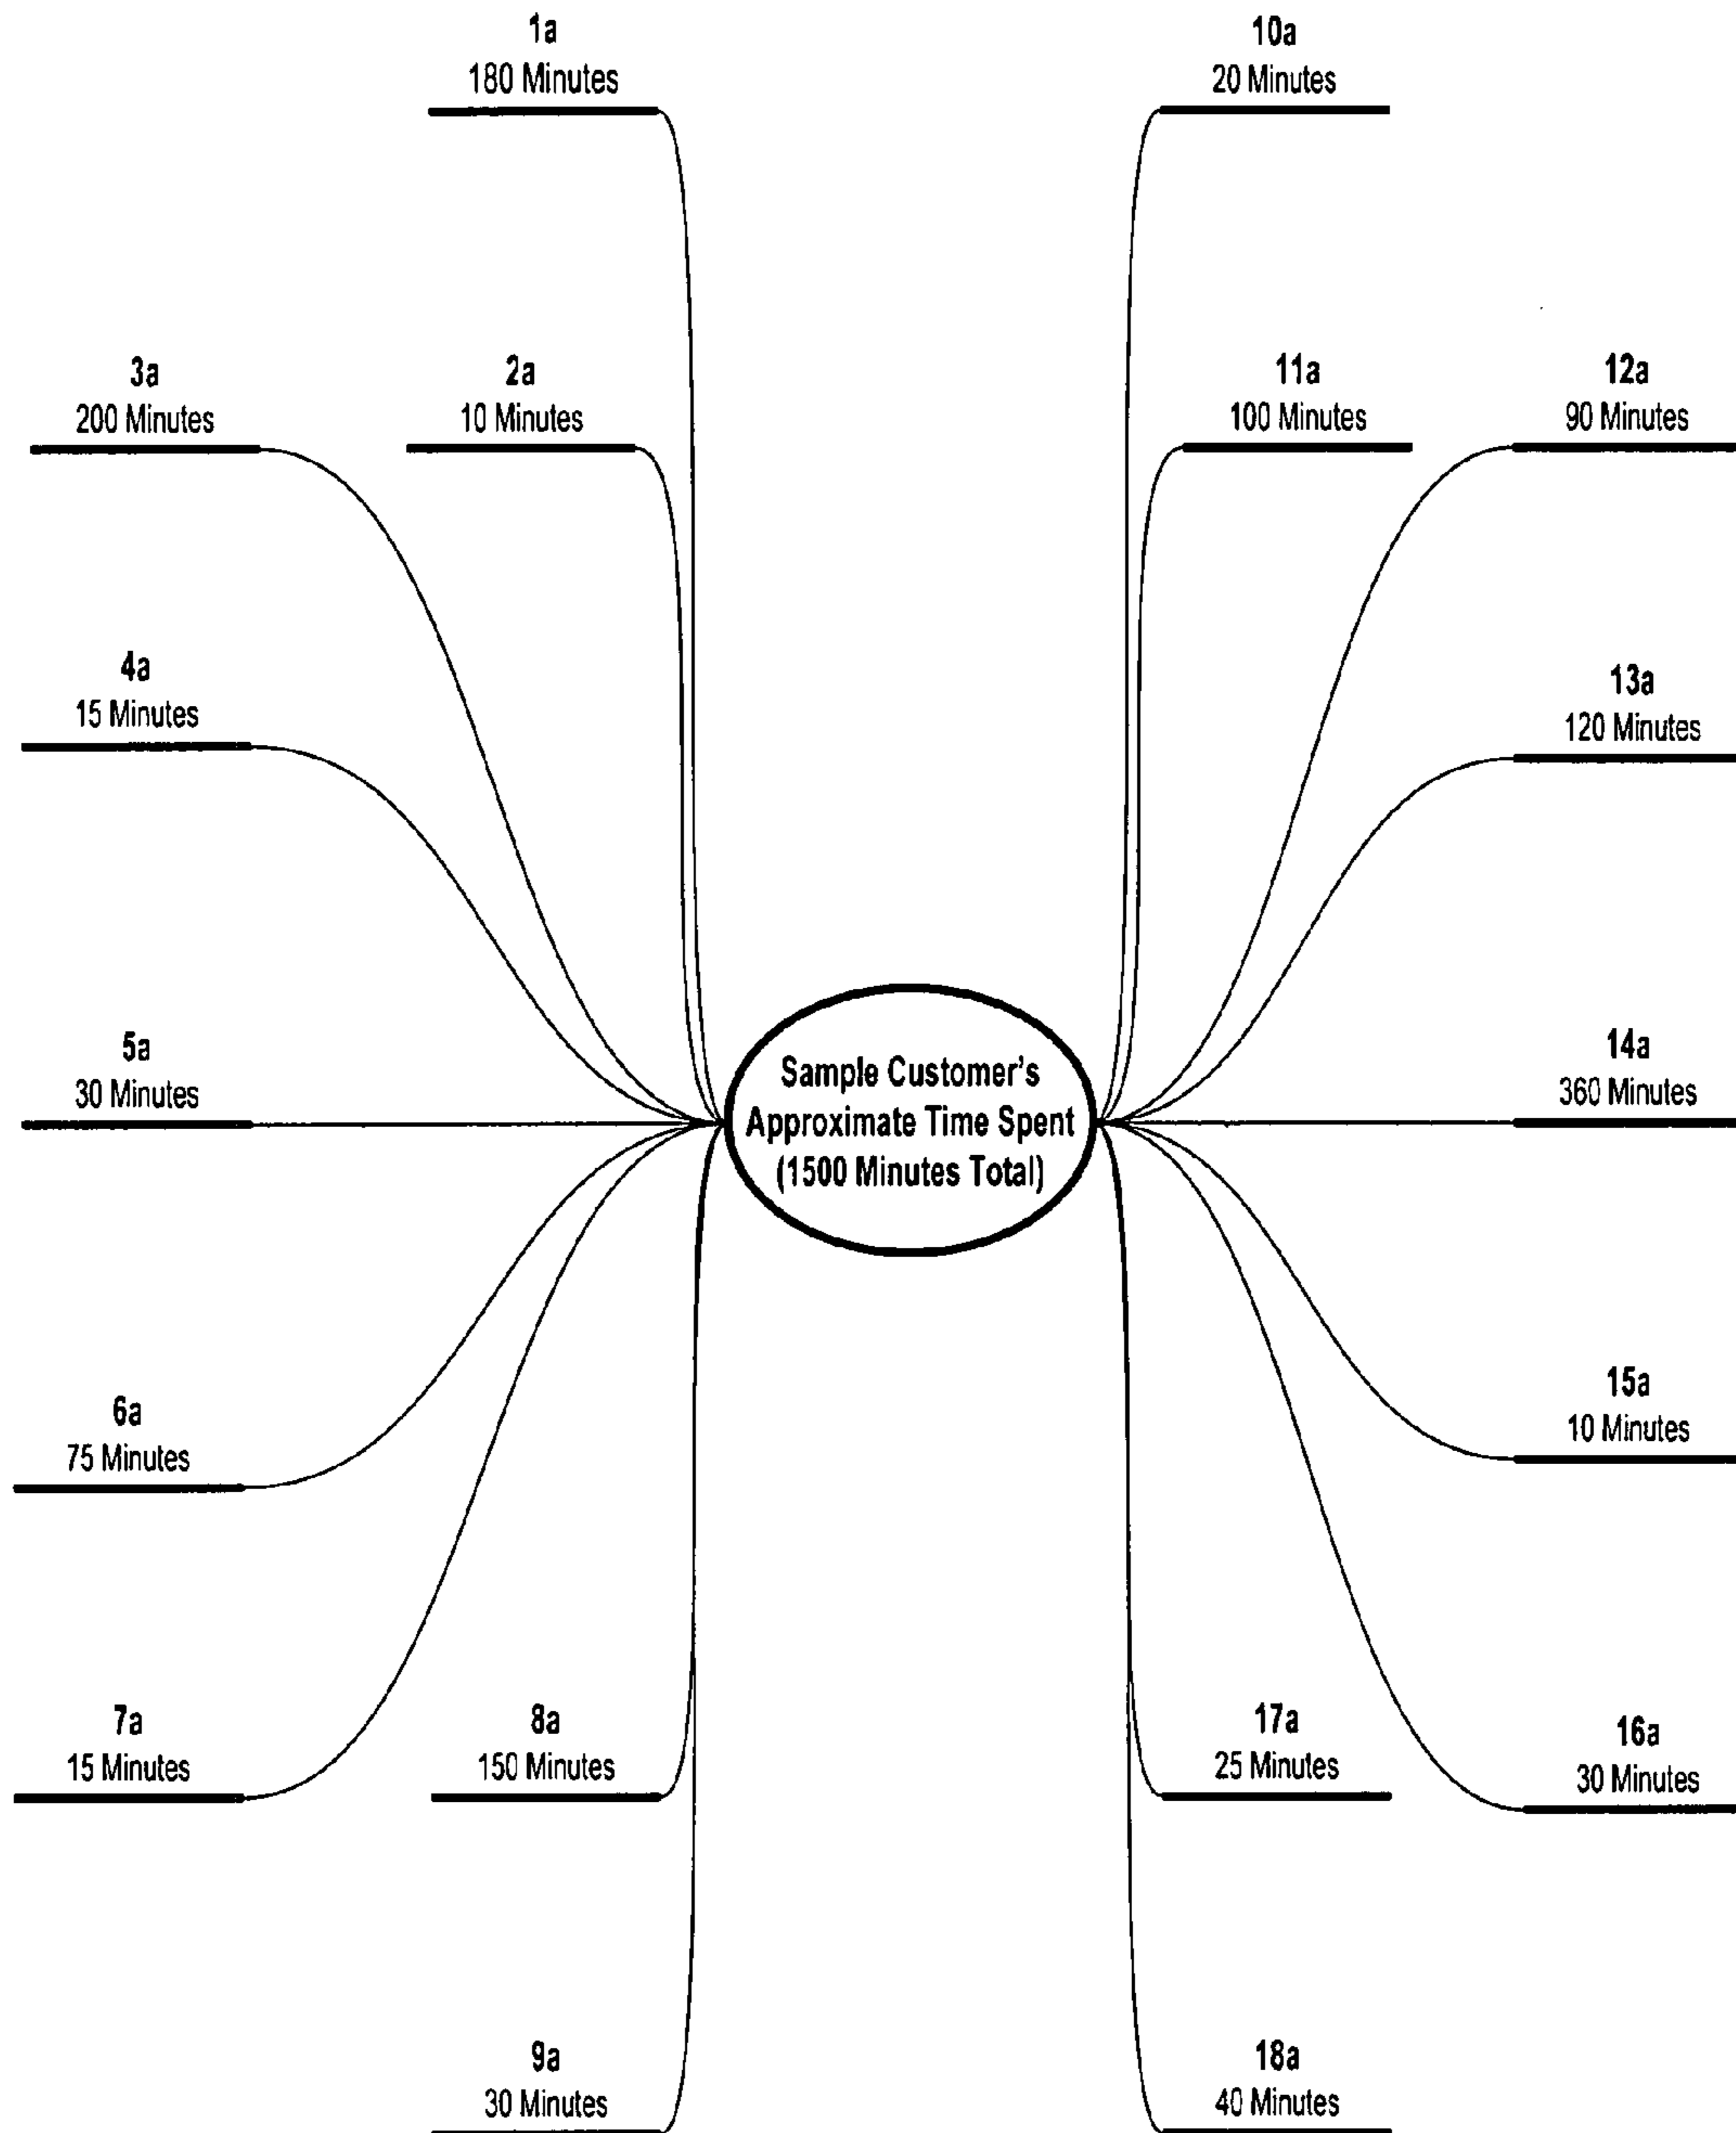 1a
180 Minutes
10a
20 Minutes
3a
200 Minutes
2a
10 Minutes
11a
100 Minutes
12a
90 Minutes
4a
15 Minutes
13a
120 Minutes
5a
30 Minutes
Sample Customer's
Approximate Time Spent
(1500 Minutes Total)
14a
360 Minutes
6a
75 Minutes
15a
10 Minutes
7a
15 Minutes
8a
150 Minutes
17a
25 Minutes
16a
30 Minutes
9a
30 Minutes
18a
40 Minutes